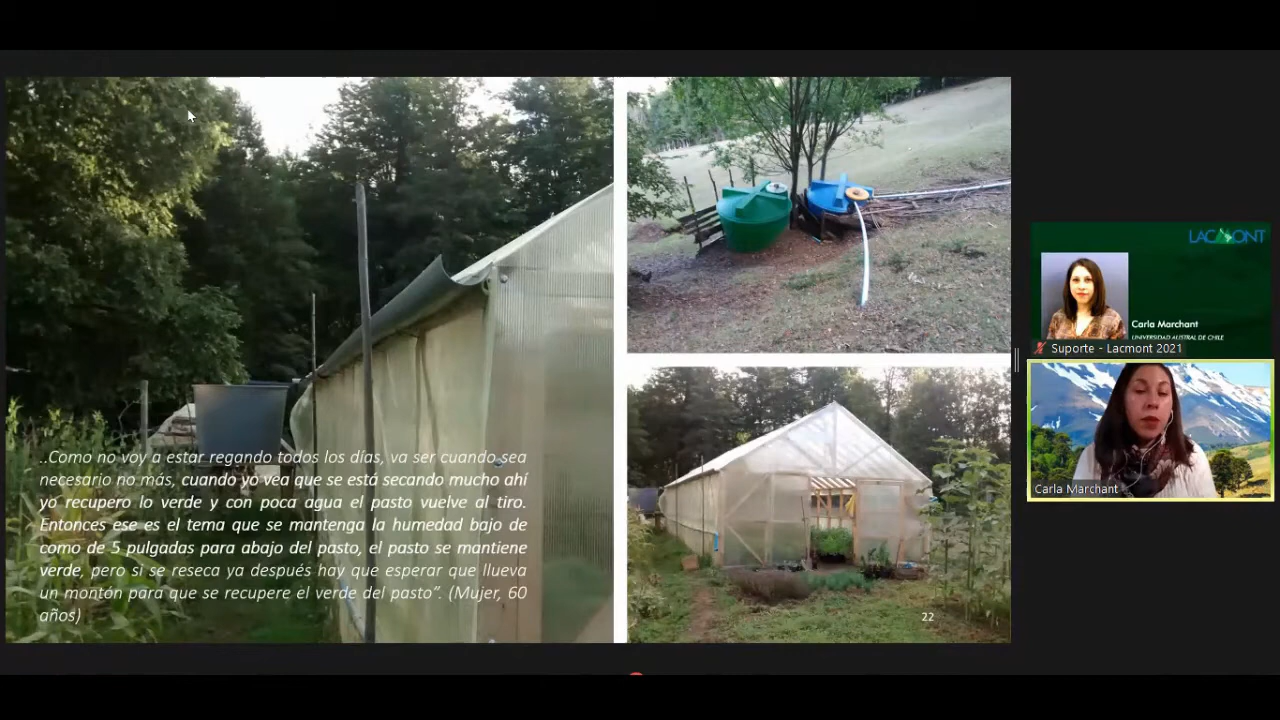 ..Como no voy a estar regando todos los días, va ser cuando sea
necesario no más, cuando yo vea que se está secando mucho ahí
yo recupero lo verde y con poca agua el pasto vuelve al tiro.
Entonces ese es el tema que se mantenga la humedad bajo de
como de 5 pulgadas para abajo del pasto, el pasto se mantiene
verde, pero si se reseca ya después hay que esperar que llueva
un montón para que se recupere el verde del pasto”. (Mujer, 60
años)
22
LACMONT
Carla Marchant
UNIVERSIDAD AUSTRAL DE CHILE
Suporte - Lacmont 2021
Carla Marchant